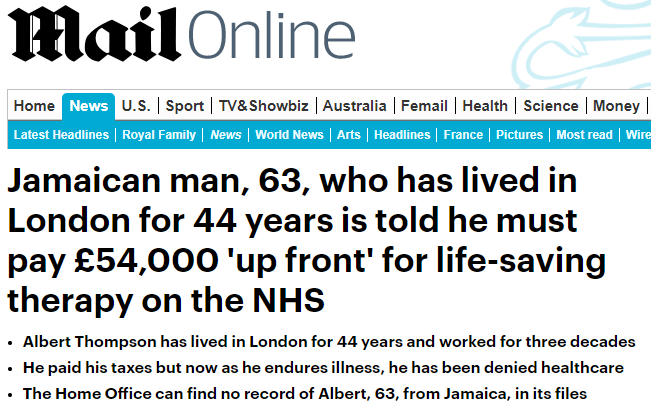 Mail Online
Home News U.S. Sport TV&Showbiz Australia Femail Health Science Money
Latest Headlines Royal Family News World News Arts Headlines France Pictures Most read Wire
Jamaican man, 63, who has lived in
London for 44 years is told he must
pay £54,000 'up front' for life-saving
therapy on the NHS
• Albert Thompson has lived in London for 44 years and worked for three decades
• He paid his taxes but now as he endures illness, he has been denied healthcare
• The Home Office can find no record of Albert, 63, from Jamaica, in its files